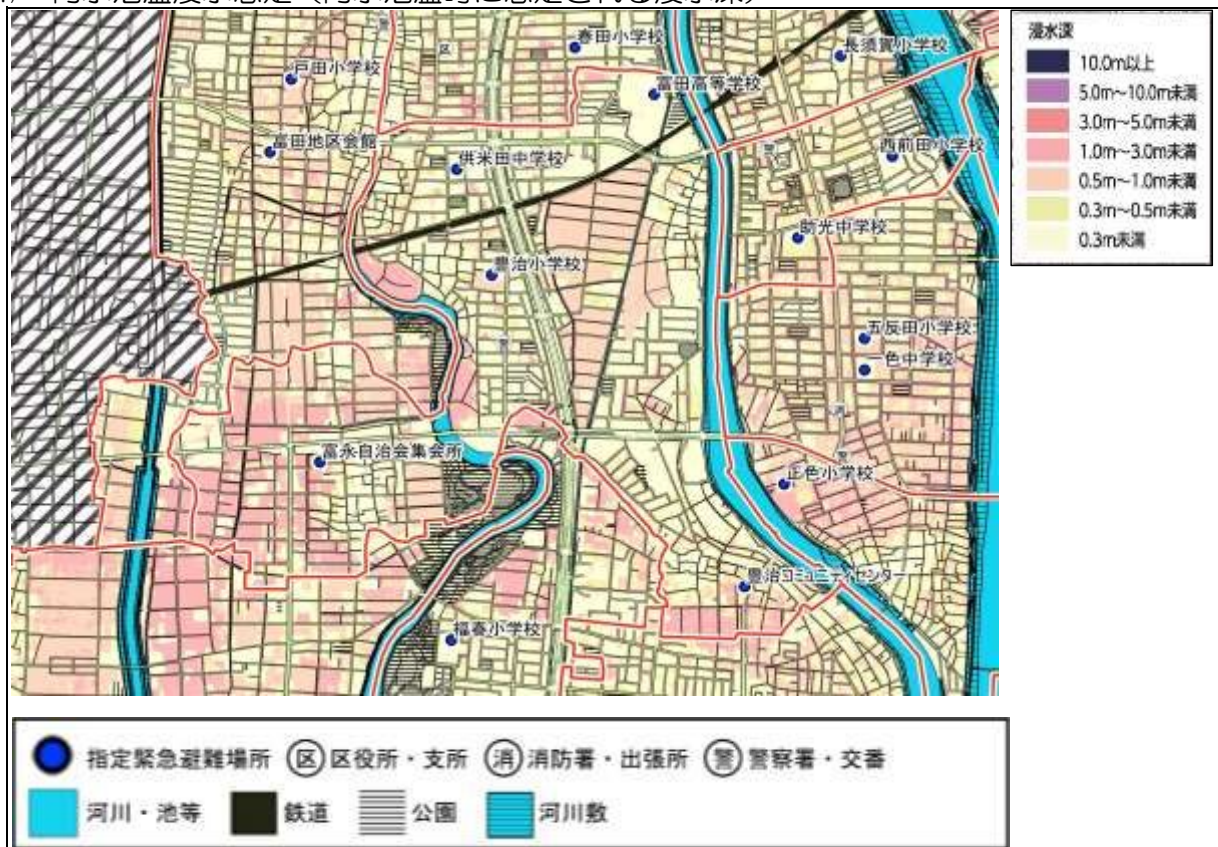 浸水深
10.0m以上
5.0m～10.0m未満
3.0m～5.0m未満
1.0m～3.0m未満
0.5m～1.0m未満
0.3m～0.5m未満
0.3m未満
春田小学校
長須賀小学校
戸田小学校
富田高等学校
区
警
富田地区会館
供米田中学校
警
西前田小学校
助光中学校
豊治小学校
五反田小学校
一色中学校
消
富永自治会集会所
正色小学校
豊治コミュニティセンター
福春小学校
指定緊急避難場所 区 区役所・支所 消 消防署・出張所 警 警察署・交番
河川・池等 鉄道 公園 河川敷